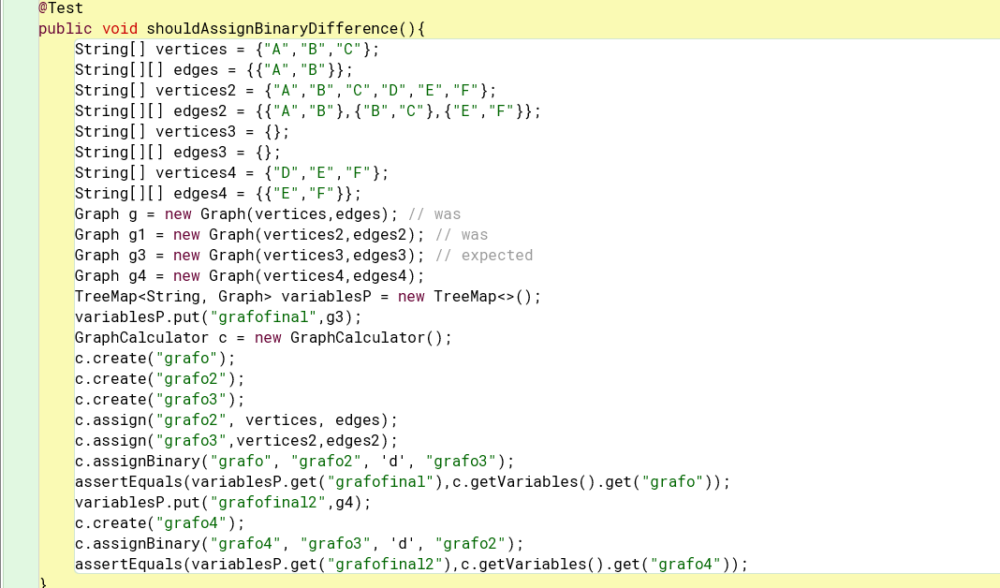 @Test
public void shouldAssignBinaryDifference(){
String[] vertices = {"A","B","C"};
String[][] edges = {{"A","B"}};
String[] vertices2 = {"A","B","C","D","E","F"};
String[][] edges2 = {{"A","B"},{"B","C"},{"E","F"}};
String[] vertices3 = {};
String[][] edges3 = {};
String[] vertices4 = {"D","E","F"};
String[][] edges4 = {{"E","F"}};
Graph g = new Graph(vertices,edges); // was
Graph g1 = new Graph(vertices2,edges2); // was
Graph g3 = new Graph(vertices3,edges3); // expected
Graph g4 = new Graph(vertices4,edges4);
TreeMap<String, Graph> variablesP = new TreeMap<>();
variablesP.put("grafofinal",g3);
GraphCalculator c = new GraphCalculator();
c.create("grafo");
c.create("grafo2");
c.create("grafo3");
c.assign("grafo2", vertices, edges);
c.assign("grafo3",vertices2,edges2);
c.assignBinary("grafo", "grafo2", 'd', "grafo3");
assertEquals(variablesP.get("grafofinal"),c.getVariables().get("grafo"));
variablesP.put("grafofinal2",g4);
c.create("grafo4");
c.assignBinary("grafo4", "grafo3", 'd', "grafo2");
assertEquals(variablesP.get("grafofinal2"),c.getVariables().get("grafo4"));
}